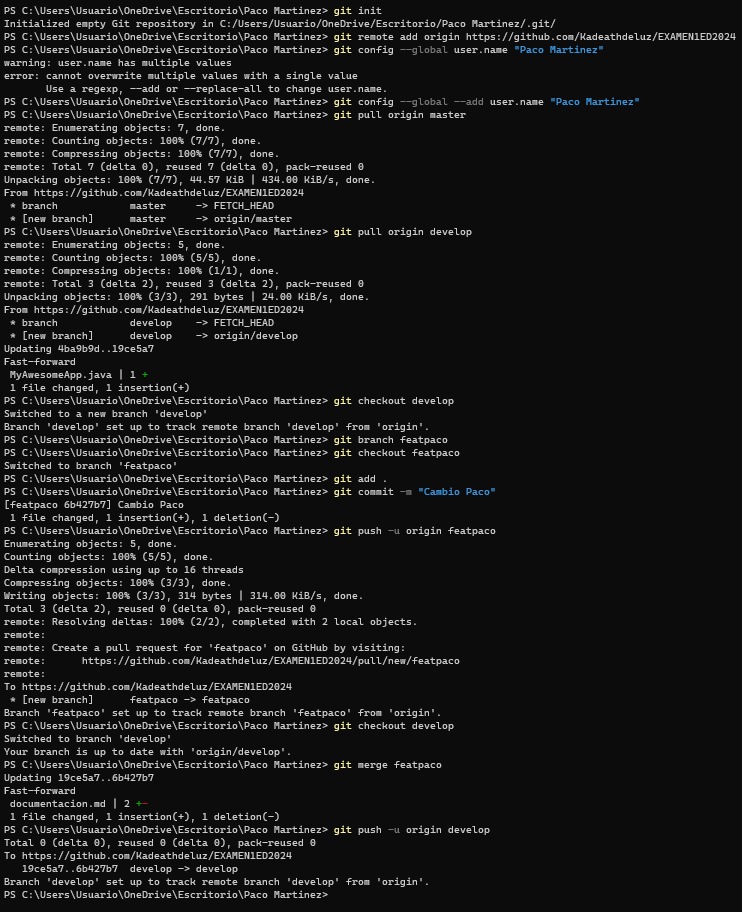 PS C:\Users\Usuario\OneDrive\Escritorio\Paco Martinez> git init
Initialized empty Git repository in C:/Users/Usuario/OneDrive/Escritorio/Paco Martinez/.git/
PS C:\Users\Usuario\OneDrive\Escritorio\Paco Martinez> git remote add origin https://github.com/Kadeathdeluz/EXAMEN1ED2024
PS C:\Users\Usuario\OneDrive\Escritorio\Paco Martinez> git config --global user.name "Paco Martinez"
warning: user.name has multiple values
error: cannot overwrite multiple values with a single value
       Use a regexp, --add or --replace-all to change user.name.
PS C:\Users\Usuario\OneDrive\Escritorio\Paco Martinez> git config --global --add user.name "Paco Martinez"
PS C:\Users\Usuario\OneDrive\Escritorio\Paco Martinez> git pull origin master
remote: Enumerating objects: 7, done.
remote: Counting objects: 100% (7/7), done.
remote: Compressing objects: 100% (7/7), done.
remote: Total 7 (delta 0), reused 7 (delta 0), pack-reused 0
Unpacking objects: 100% (7/7), 44.57 KiB | 434.00 KiB/s, done.
From https://github.com/Kadeathdeluz/EXAMEN1ED2024
 * branch            master     -> FETCH_HEAD
 * [new branch]      master     -> origin/master
PS C:\Users\Usuario\OneDrive\Escritorio\Paco Martinez> git pull origin develop
remote: Enumerating objects: 5, done.
remote: Counting objects: 100% (5/5), done.
remote: Compressing objects: 100% (1/1), done.
remote: Total 3 (delta 2), reused 3 (delta 2), pack-reused 0
Unpacking objects: 100% (3/3), 291 bytes | 24.00 KiB/s, done.
From https://github.com/Kadeathdeluz/EXAMEN1ED2024
 * branch            develop    -> FETCH_HEAD
 * [new branch]      develop    -> origin/develop
Updating 4ba9b9d..19ce5a7
Fast-forward
 MyAwesomeApp.java | 1 +
 1 file changed, 1 insertion(+)
PS C:\Users\Usuario\OneDrive\Escritorio\Paco Martinez> git checkout develop
Switched to a new branch 'develop'
Branch 'develop' set up to track remote branch 'develop' from 'origin'.
PS C:\Users\Usuario\OneDrive\Escritorio\Paco Martinez> git branch featpaco
PS C:\Users\Usuario\OneDrive\Escritorio\Paco Martinez> git checkout featpaco
Switched to branch 'featpaco'
PS C:\Users\Usuario\OneDrive\Escritorio\Paco Martinez> git add .
PS C:\Users\Usuario\OneDrive\Escritorio\Paco Martinez> git commit -m "Cambio Paco"
[featpaco 6b427b7] Cambio Paco
 1 file changed, 1 insertion(+), 1 deletion(-)
PS C:\Users\Usuario\OneDrive\Escritorio\Paco Martinez> git push -u origin featpaco
Enumerating objects: 5, done.
Counting objects: 100% (5/5), done.
Delta compression using up to 16 threads
Compressing objects: 100% (3/3), done.
Writing objects: 100% (3/3), 314 bytes | 314.00 KiB/s, done.
Total 3 (delta 2), reused 0 (delta 0), pack-reused 0
remote: Resolving deltas: 100% (2/2), completed with 2 local objects.
remote:
remote: Create a pull request for 'featpaco' on GitHub by visiting:
remote:      https://github.com/Kadeathdeluz/EXAMEN1ED2024/pull/new/featpaco
remote:
To https://github.com/Kadeathdeluz/EXAMEN1ED2024
 * [new branch]      featpaco -> featpaco
Branch 'featpaco' set up to track remote branch 'featpaco' from 'origin'.
PS C:\Users\Usuario\OneDrive\Escritorio\Paco Martinez> git checkout develop
Switched to branch 'develop'
Your branch is up to date with 'origin/develop'.
PS C:\Users\Usuario\OneDrive\Escritorio\Paco Martinez> git merge featpaco
Updating 19ce5a7..6b427b7
Fast-forward
 documentacion.md | 2 +-
 1 file changed, 1 insertion(+), 1 deletion(-)
PS C:\Users\Usuario\OneDrive\Escritorio\Paco Martinez> git push -u origin develop
Total 0 (delta 0), reused 0 (delta 0), pack-reused 0
To https://github.com/Kadeathdeluz/EXAMEN1ED2024
   19ce5a7..6b427b7  develop -> develop
Branch 'develop' set up to track remote branch 'develop' from 'origin'.
PS C:\Users\Usuario\OneDrive\Escritorio\Paco Martinez>